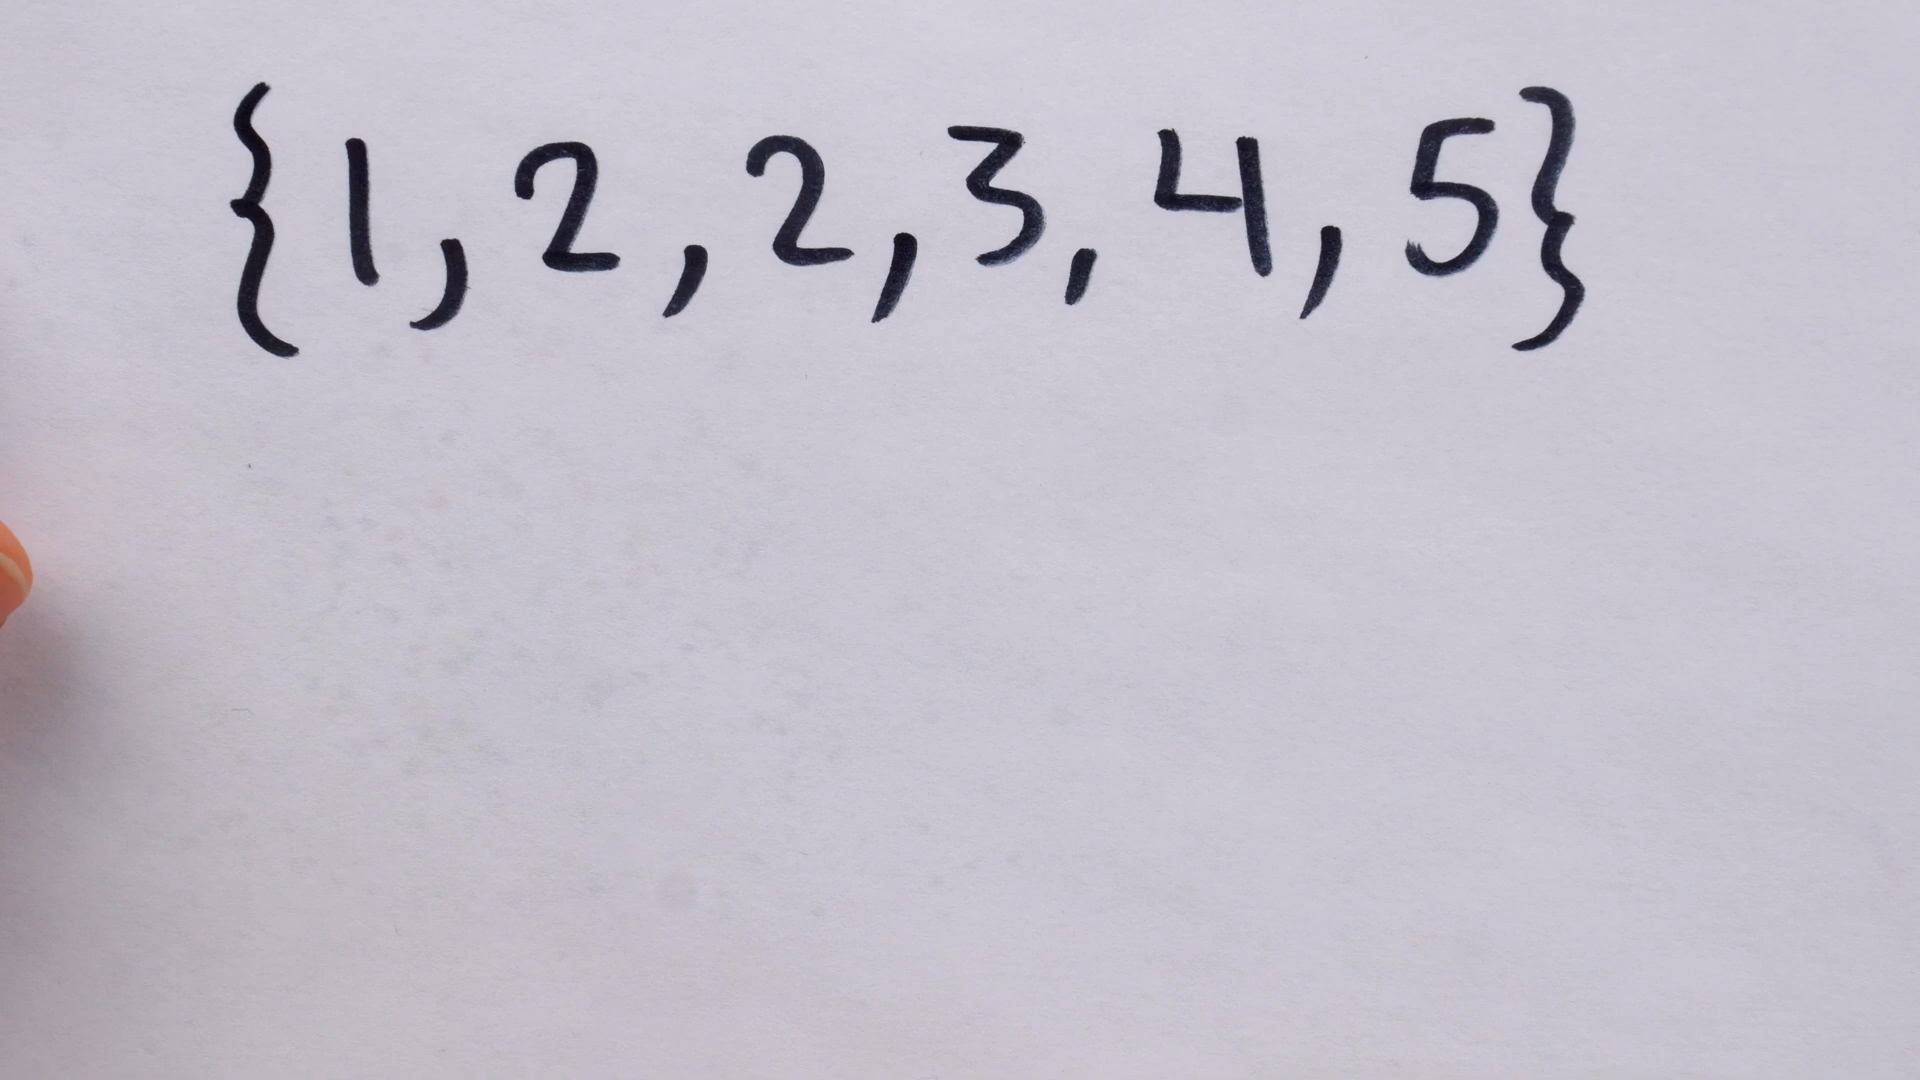 {1, 2, 2, 3, 4, 5}